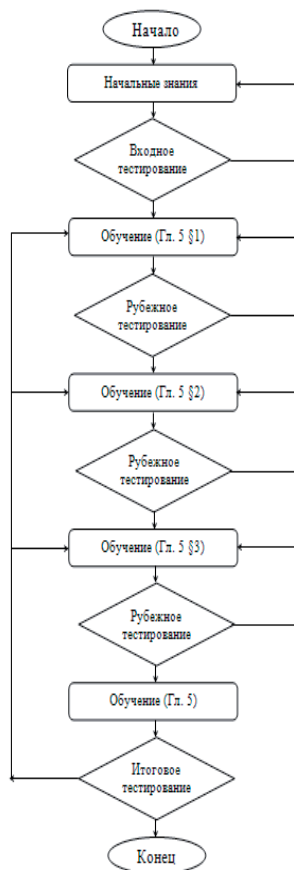 Начало
Начальные знания
Входное
тестирование
Обучение (Гл. 5 §1)
Рубежное
тестирование
Обучение (Гл. 5 §2)
Рубежное
тестирование
Обучение (Гл. 5 §3)
Рубежное
тестирование
Обучение (Гл. 5)
Итоговое
тестирование
Конец